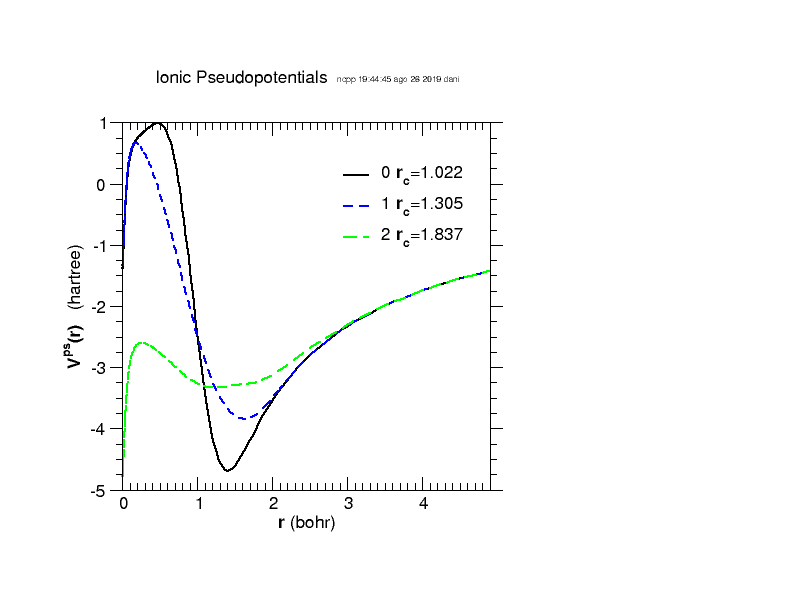 Ionic Pseudopotentials ncpp 19:44:45 ago 26 2019 dani
1
0
-1
-2
-3
-4
-5
V^ps(r) (hartree)
0 r_c=1.022
1 r_c=1.305
2 r_c=1.837
0 1 2 3 4
r (bohr)